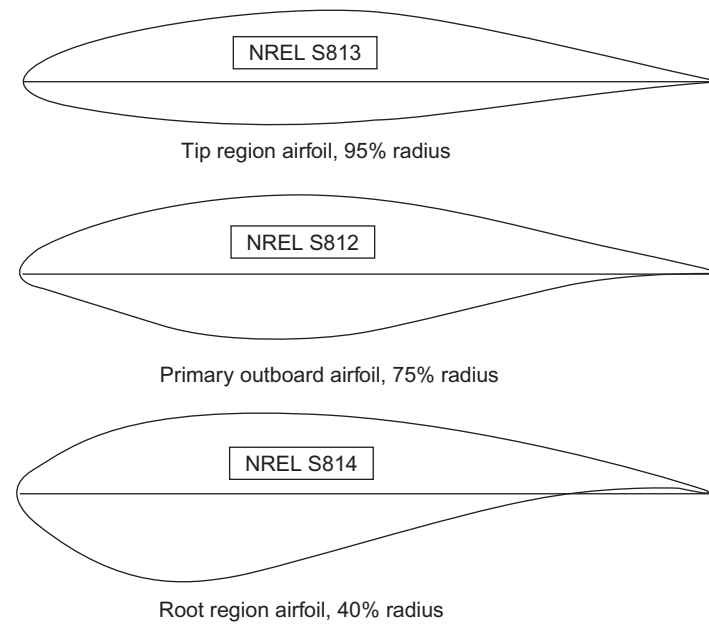 NREL S813
Tip region airfoil, 95% radius
NREL S812
Primary outboard airfoil, 75% radius
NREL S814
Root region airfoil, 40% radius